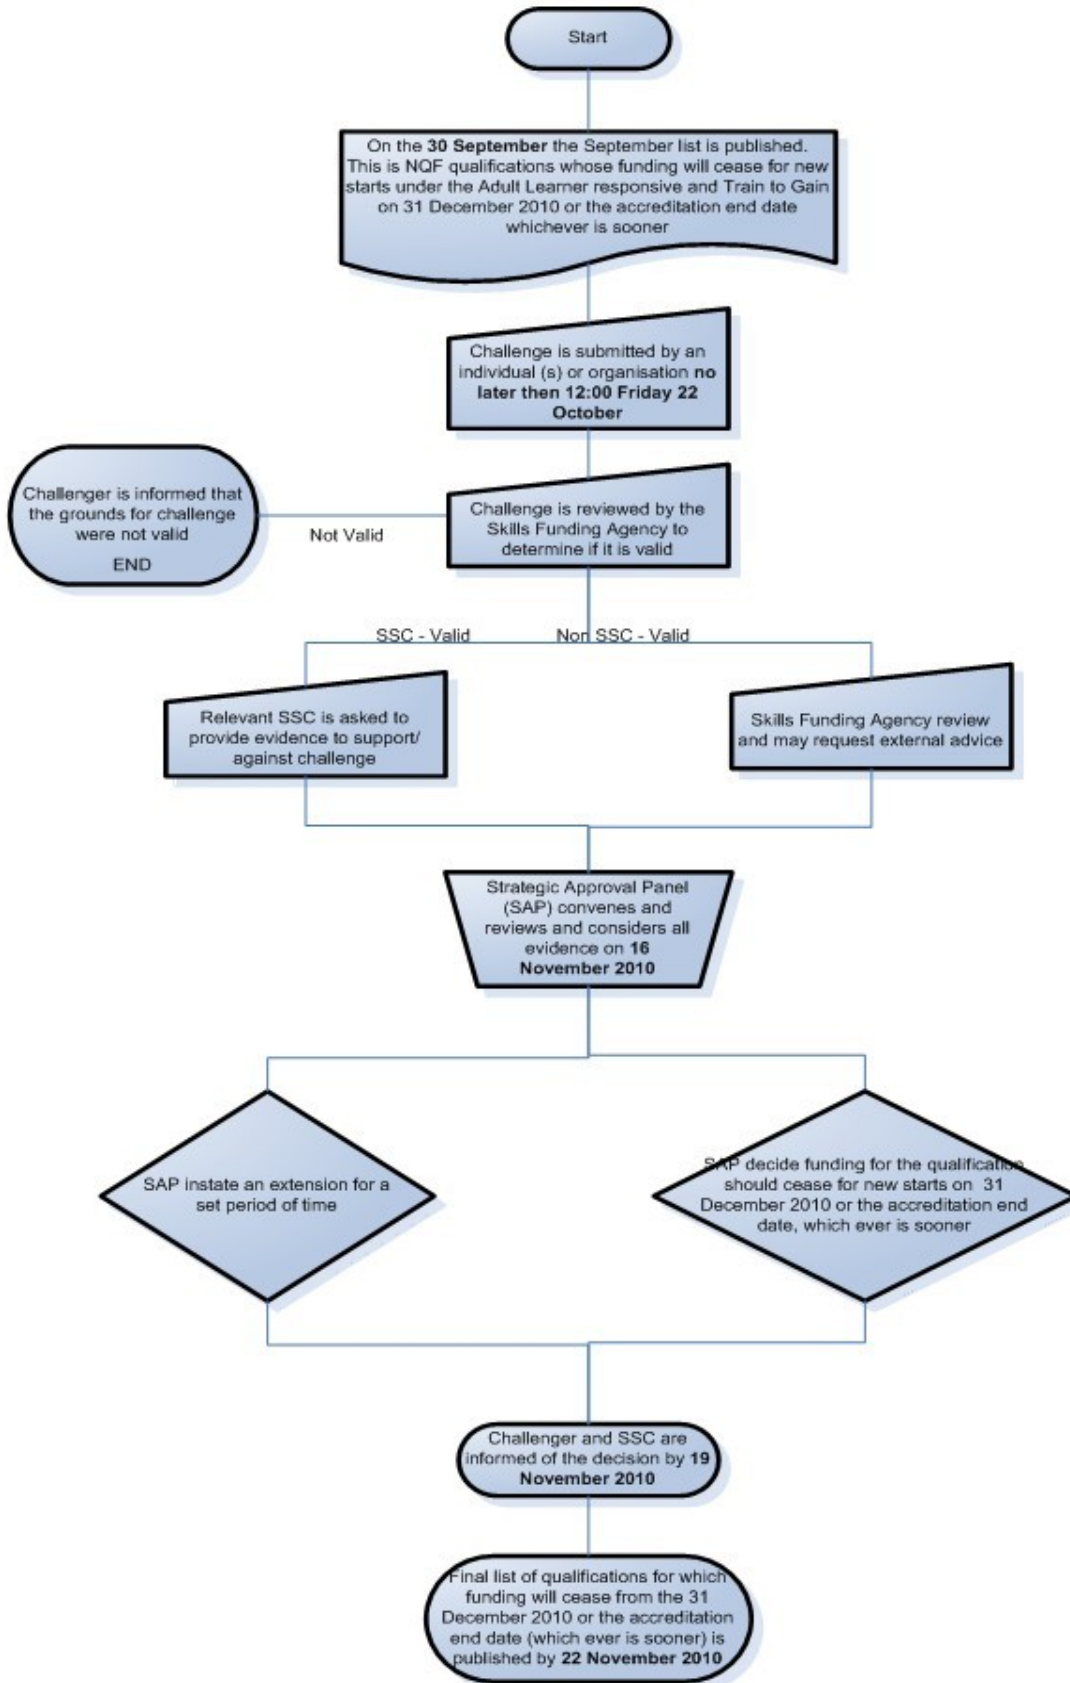 Start
On the 30 September the September list is published.
This is NQF qualifications whose funding will cease for new
starts under the Adult Learner responsive and Train to Gain
on 31 December 2010 or the accreditation end date
whichever is sooner
Challenge is submitted by an
individual (s) or organisation no
later then 12:00 Friday 22
October
Challenger is informed that
the grounds for challenge
were not valid
END
Not Valid
Challenge is reviewed by the
Skills Funding Agency to
determine if it is valid
SSC - Valid
Non SSC - Valid
Relevant SSC is asked to
provide evidence to support/
against challenge
Skills Funding Agency review
and may request external advice
Strategic Approval Panel
(SAP) convenes and
reviews and considers all
evidence on 16
November 2010
SAP instate an extension for a
set period of time
SAP decide funding for the qualification
should cease for new starts on 31
December 2010 or the accreditation end
date, which ever is sooner
Challenger and SSC are
informed of the decision by 19
November 2010
Final list of qualifications for which
funding will cease from the 31
December 2010 or the accreditation
end date (which ever is sooner) is
published by 22 November 2010